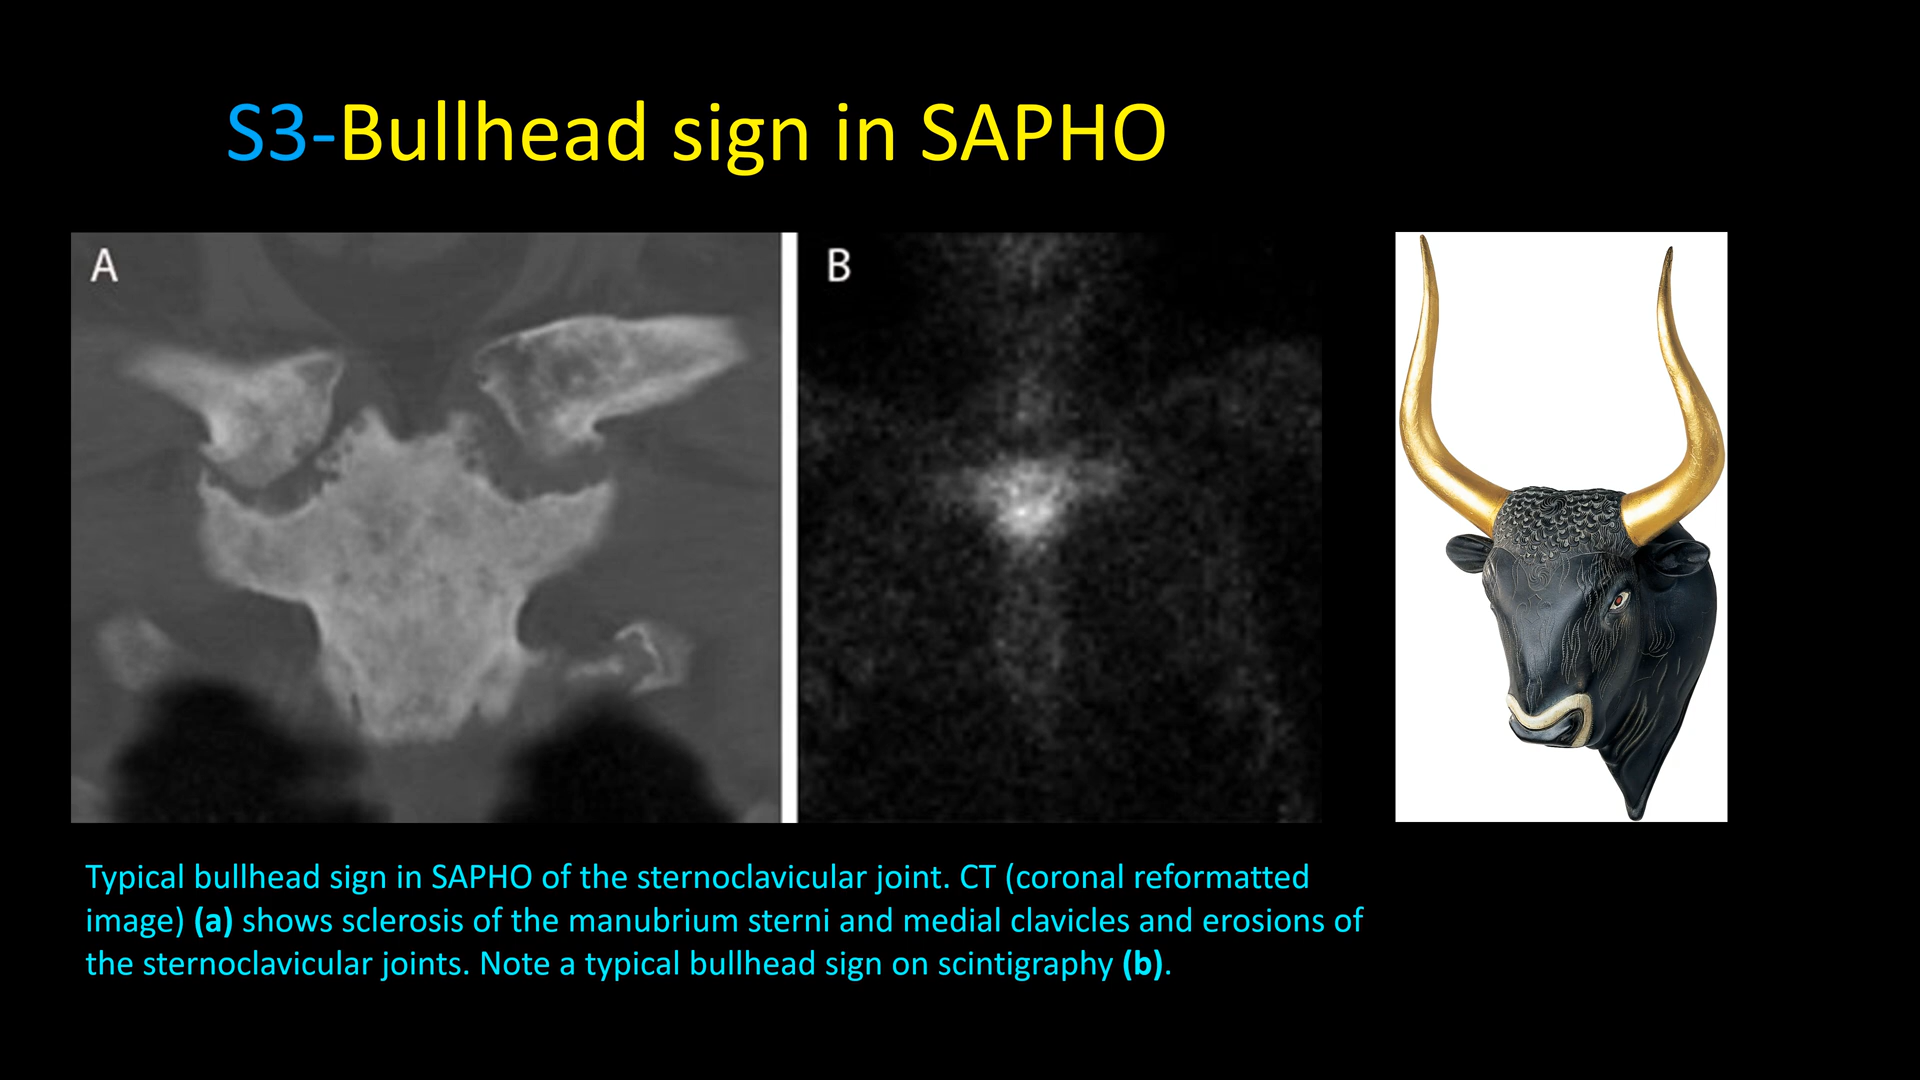 S3-Bullhead sign in SAPHO
A
B
Typical bullhead sign in SAPHO of the sternoclavicular joint. CT (coronal reformatted
image) (a) shows sclerosis of the manubrium sterni and medial clavicles and erosions of
the sternoclavicular joints. Note a typical bullhead sign on scintigraphy (b).